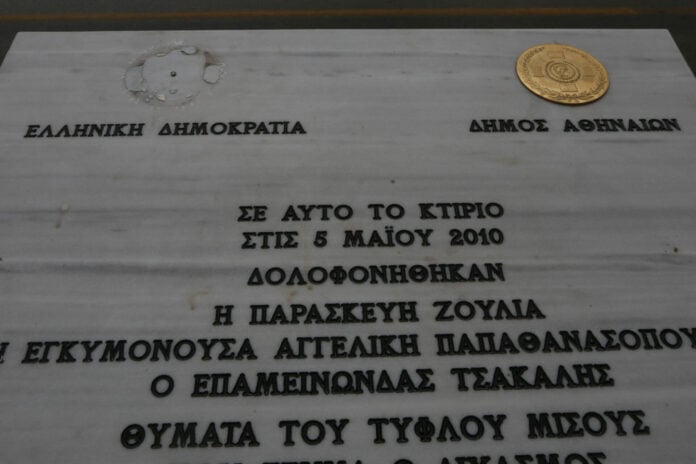 ΕΛΛΗΝΙΚΗ ΔΗΜΟΚΡΑΤΙΑ
ΔΗΜΟΣ ΑΘΗΝΑΙΩΝ
ΣΕ ΑΥΤΟ ΤΟ ΚΤΙΡΙΟ
ΣΤΙΣ 5 ΜΑΪΟΥ 2010
ΔΟΛΟΦΟΝΗΘΗΚΑΝ
Η ΠΑΡΑΣΚΕΥΗ ΖΟΥΛΙΑ
Η ΕΓΚΥΜΟΝΟΥΣΑ ΑΓΓΕΛΙΚΗ ΠΑΠΑΘΑΝΑΣΟΠΟΥ
Ο ΕΠΑΜΕΙΝΩΝΔΑΣ ΤΣΑΚΑΛΗΣ
ΘΥΜΑΤΑ ΤΟΥ ΤΥΦΛΟΥ ΜΙΣΟΥΣ
Ο ΔΙΧΑΣΜΟΣ